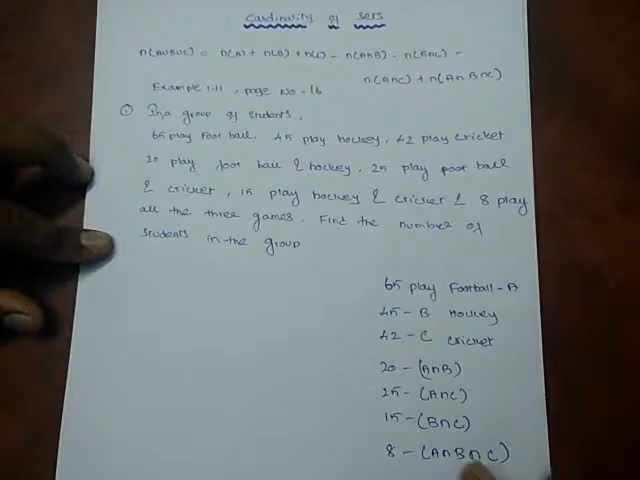 Cardinality of sets
n(AUBUC) = n(A) + n(B) + n(C) - n(A∩B) - n(B∩C) -
n(A∩C) + n(A∩B∩C)
Example 1.11, page No - 16
① In a group of students,
65 play Foot ball, 45 play hockey, 42 play cricket
20 play foot ball & hockey, 25 play foot ball
& cricket, 15 play hockey & cricket & 8 play
all the three games. Find the number of
students in the group
65 play Football - A
45 - B Hockey
42 - C cricket
20 - (A∩B)
25 - (A∩C)
15 - (B∩C)
8 - (A∩B∩C)